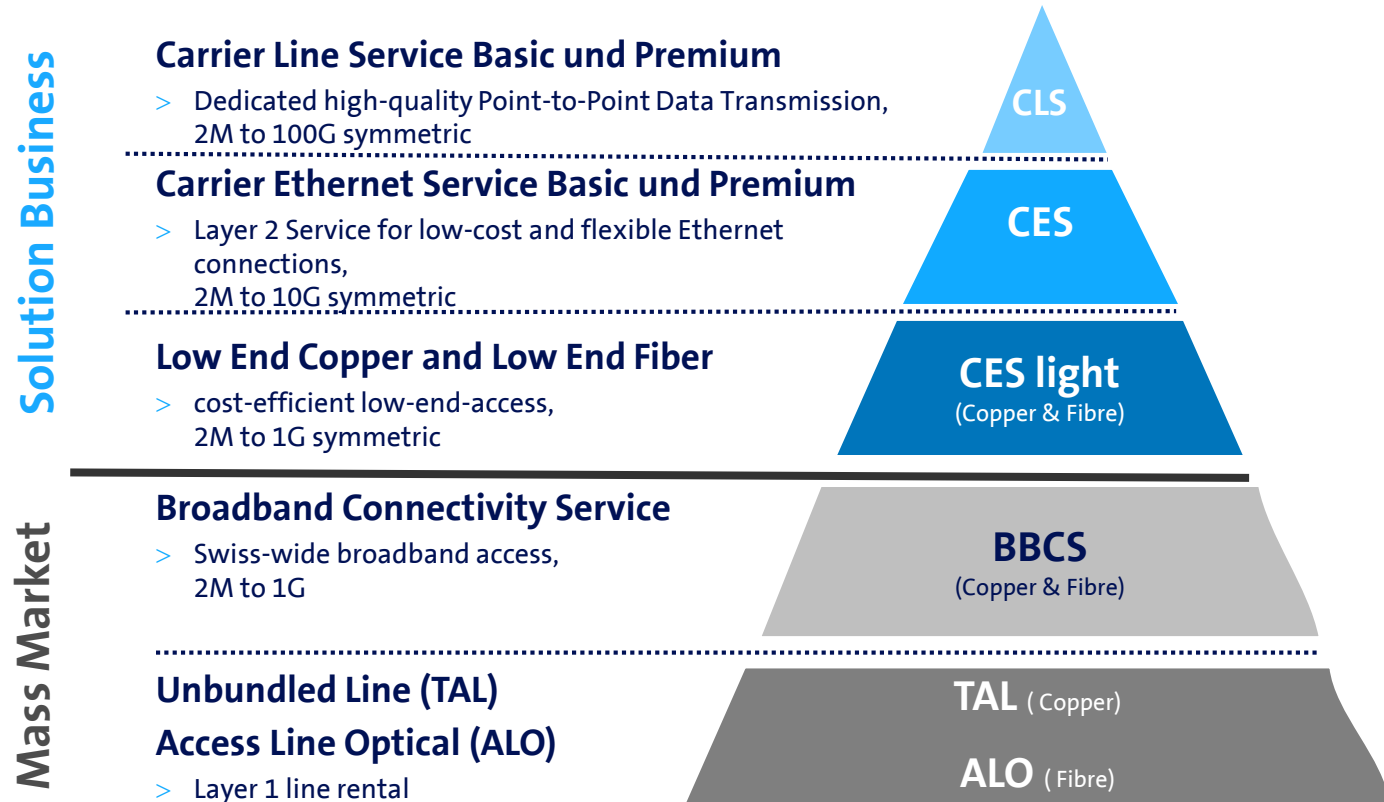 Solution Business
Carrier Line Service Basic und Premium
> Dedicated high-quality Point-to-Point Data Transmission,
2M to 100G symmetric
CLS
Carrier Ethernet Service Basic und Premium
> Layer 2 Service for low-cost and flexible Ethernet
connections,
2M to 10G symmetric
CES
Low End Copper and Low End Fiber
> cost-efficient low-end-access,
2M to 1G symmetric
CES light
(Copper & Fibre)
Mass Market
Broadband Connectivity Service
> Swiss-wide broadband access,
2M to 1G
BBCS
(Copper & Fibre)
Unbundled Line (TAL)
Access Line Optical (ALO)
> Layer 1 line rental
TAL ( Copper)
ALO ( Fibre)